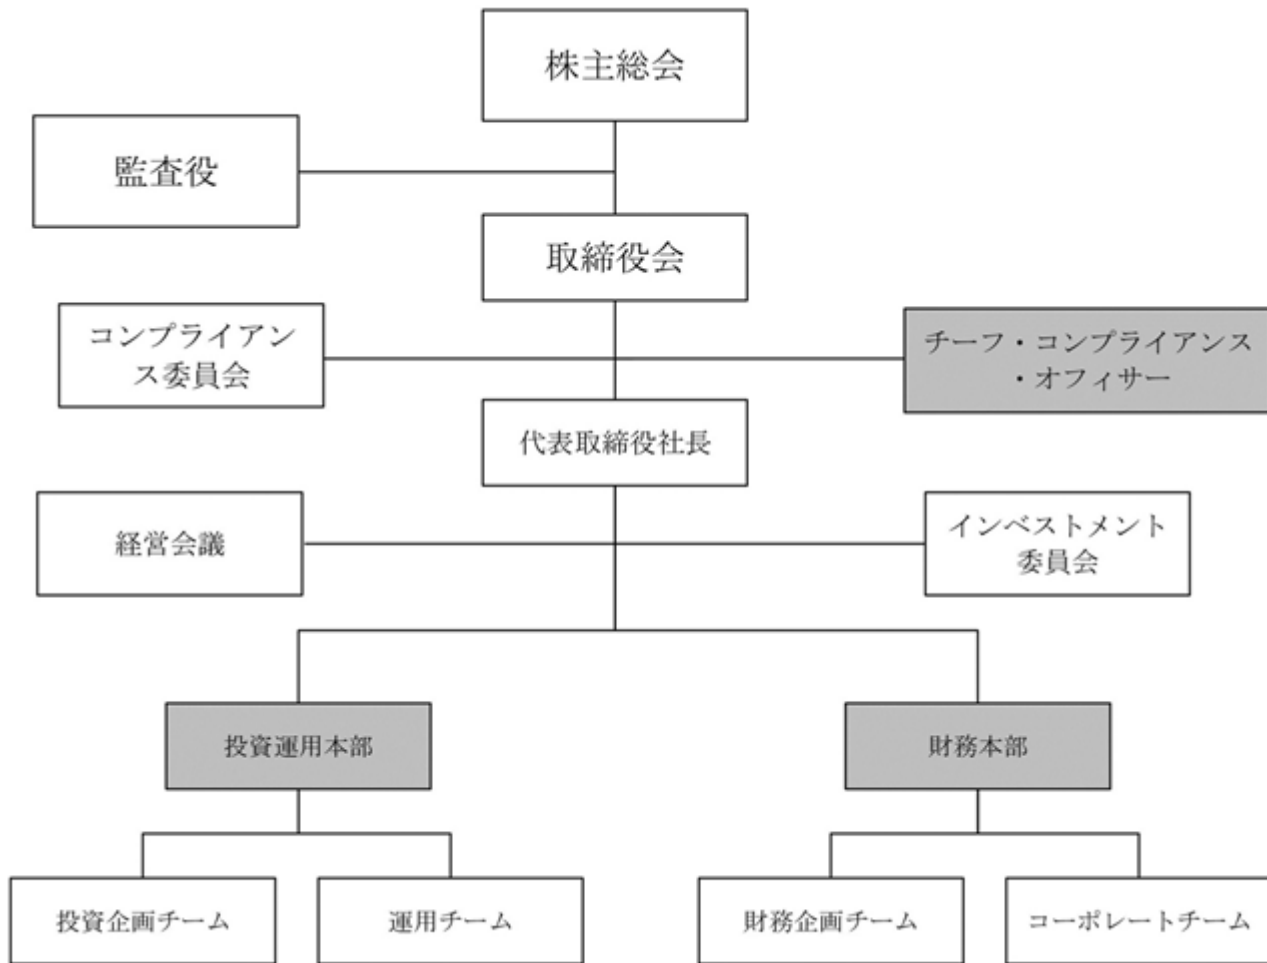 株主総会
監査役
取締役会
コンプライアン
ス委員会
チーフ・コンプライアンス
・オフィサー
代表取締役社長
経営会議
インベストメント
委員会
投資運用本部
財務本部
投資企画チーム
運用チーム
財務企画チーム
コーポレートチーム